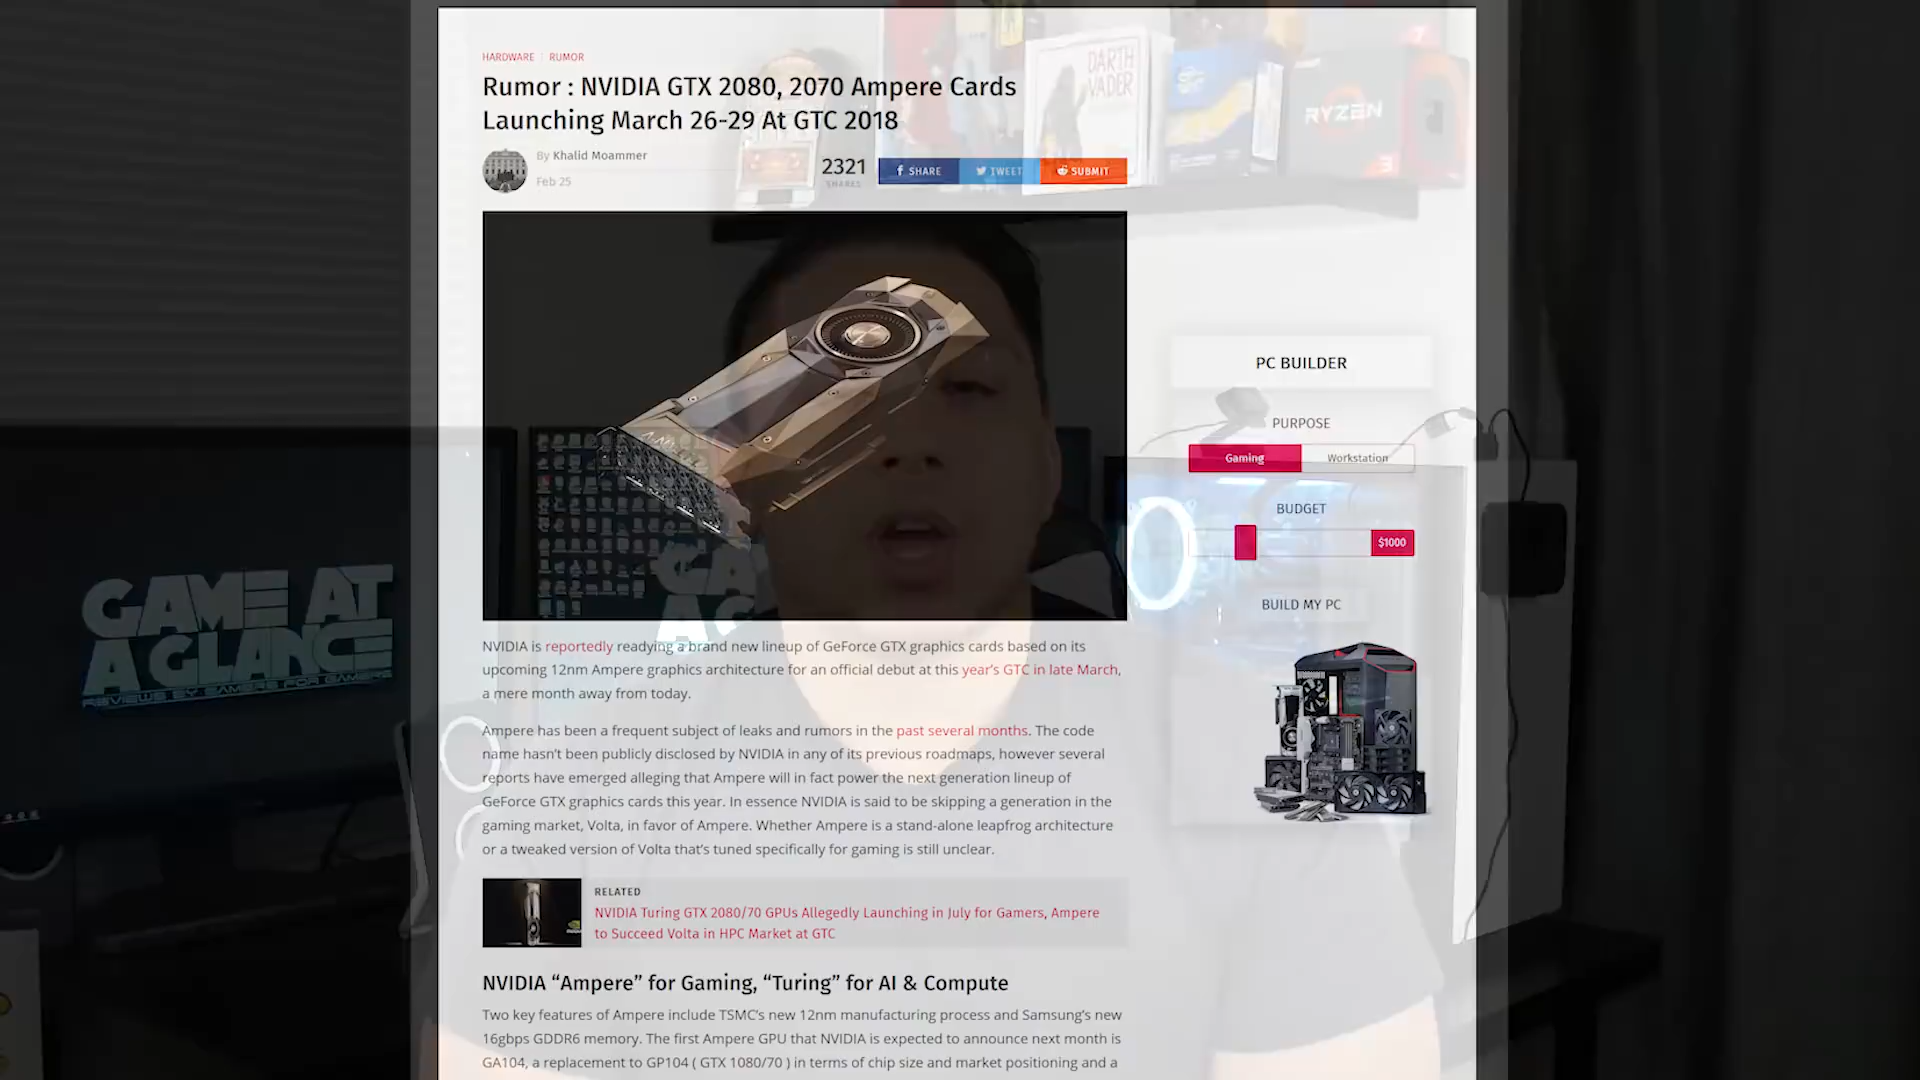 HARDWARE | RUMOR
Rumor : NVIDIA GTX 2080, 2070 Ampere Cards
Launching March 26-29 At GTC 2018
By Khalid Moammer
Feb 25
2321
SHARES
SHARE
TWEET
SUBMIT
DARTH
VADER
RYZEN
3
PC BUILDER
PURPOSE
Gaming
Workstation
BUDGET
$1000
BUILD MY PC
GAME AT
A GLANCE
REVIEWS BY GAMERS FOR GAMERS
NVIDIA is reportedly readying a brand new lineup of GeForce GTX graphics cards based on its
upcoming 12nm Ampere graphics architecture for an official debut at this year's GTC in late March,
a mere month away from today.
Ampere has been a frequent subject of leaks and rumors in the past several months. The code
name hasn't been publicly disclosed by NVIDIA in any of its previous roadmaps, however several
reports have emerged alleging that Ampere will in fact power the next generation lineup of
GeForce GTX graphics cards this year. In essence NVIDIA is said to be skipping a generation in the
gaming market, Volta, in favor of Ampere. Whether Ampere is a stand-alone leapfrog architecture
or a tweaked version of Volta that's tuned specifically for gaming is still unclear.
RELATED
NVIDIA Turing GTX 2080/70 GPUs Allegedly Launching in July for Gamers, Ampere
to Succeed Volta in HPC Market at GTC
NVIDIA “Ampere” for Gaming, “Turing” for AI & Compute
Two key features of Ampere include TSMC's new 12nm manufacturing process and Samsung's new
16gbps GDDR6 memory. The first Ampere GPU that NVIDIA is expected to announce next month is
GA104, a replacement to GP104 ( GTX 1080/70 ) in terms of chip size and market positioning and a